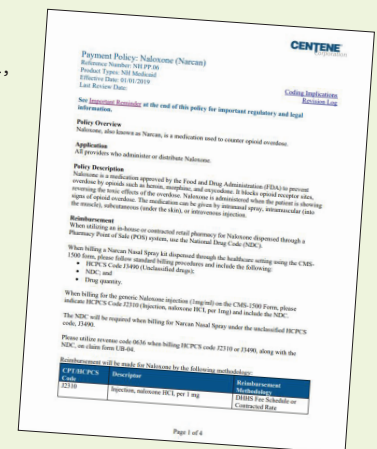 CENTENE
Corporation
Payment Policy: Naloxone (Narcan)
Reference Number: NH.PP.06
Product Types: NH Medicaid
Effective Date: 01/01/2019
Last Review Date:
Coding Implications
Revision Log
See Important Reminder at the end of this policy for important regulatory and legal
information.
Policy Overview
Naloxone, also known as Narcan, is a medication used to counter opioid overdose.
Application
All providers who administer or distribute Naloxone.
Policy Description
Naloxone is a medication approved by the Food and Drug Administration (FDA) to prevent
overdose by opioids such as heroin, morphine, and oxycodone. It blocks opioid receptor sites,
reversing the toxic effects of the overdose. Naloxone is administered when the patient is showing
signs of opioid overdose. The medication can be given by intranasal spray, intramuscular (into
the muscle), subcutaneous (under the skin), or intravenous injection.
Reimbursement
When utilizing an in-house or contracted retail pharmacy for Naloxone dispensed through a
Pharmacy Point of Sale (POS) system, use the National Drug Code (NDC).
When billing a Narcan Nasal Spray kit dispensed through the healthcare setting using the CMS-
1500 form, please follow standard billing procedures and include the following:
• HCPCS Code J3490 (Unclassified drugs);
• NDC; and
• Drug quantity.
When billing for the generic Naloxone injection (1mg/ml) on the CMS-1500 Form, please
indicate HCPCS Code J2310 (Injection, naloxone HCl, per 1mg) and include the NDC.
The NDC will be required when billing for Narcan Nasal Spray under the unclassified HCPCS
code, J3490.
Please utilize revenue code 0636 when billing HCPCS code J2310 or J3490, along with the
NDC, on claim form UB-04.
Reimbursement will be made for Naloxone by the following methodology:
CPT/HCPCS Code Descriptor Reimbursement Methodology
J2310 Injection, naloxone HCL, per 1 mg DHHS Fee Schedule or Contracted Rate
Page 1 of 4